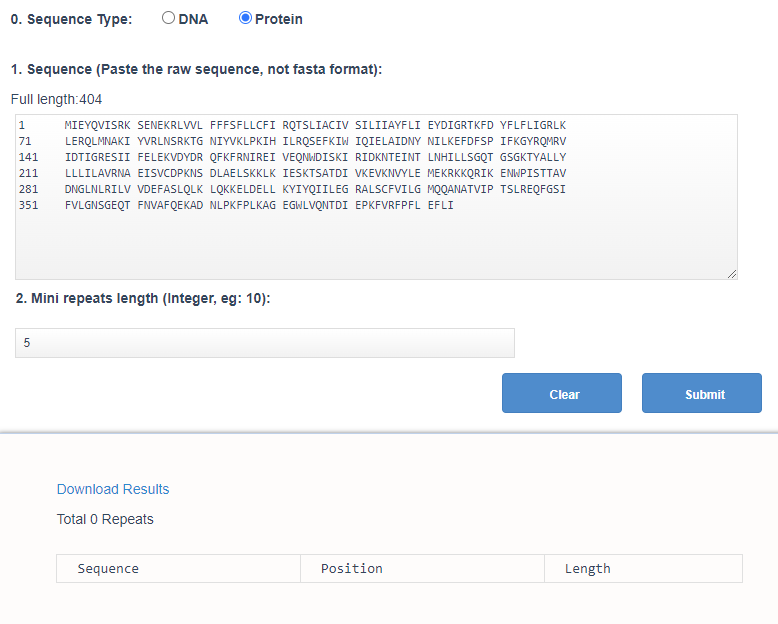 0. Sequence Type: DNA Protein
1. Sequence (Paste the raw sequence, not fasta format):
Full length:404
1 MIEYQVISRK SENEKRLVVL FFFSFLLCFI RQTSLIACIV SILIIAYFLI EYDIGRTKFD YFLFLIGRLK
71 LERQLMNAKI YVRLNSRKTG NIYVKLPKIH ILRQSEFKIW IQIELAIDNY NILKEFDFSP IFKGYRQMRV
141 IDTIGRESII FELEKVDYDR QFKFRNIREI VEQNWDISKI RIDKNTEINT LNHILLSGQT GSGKTYALLY
211 LLLILAVRNA EISVCDPKNS DLAELSKKLK IESKTSATDI VKEVKNVYLE MEKRKKQRIK ENWPISTTAV
281 DNGLNLRILV VDEFASLQLK LQKKELDELL KYIYQIILEG RALSCFVILG MQQANATVIP TSLREQFGSI
351 FVLGNSGEQT FNVAFQEKAD NLPKFPLKAG EGWLVQNTDI EPKFVRFPFL EFLI
2. Mini repeats length (Integer, eg: 10):
5
Clear Submit
Download Results
Total 0 Repeats
Sequence Position Length